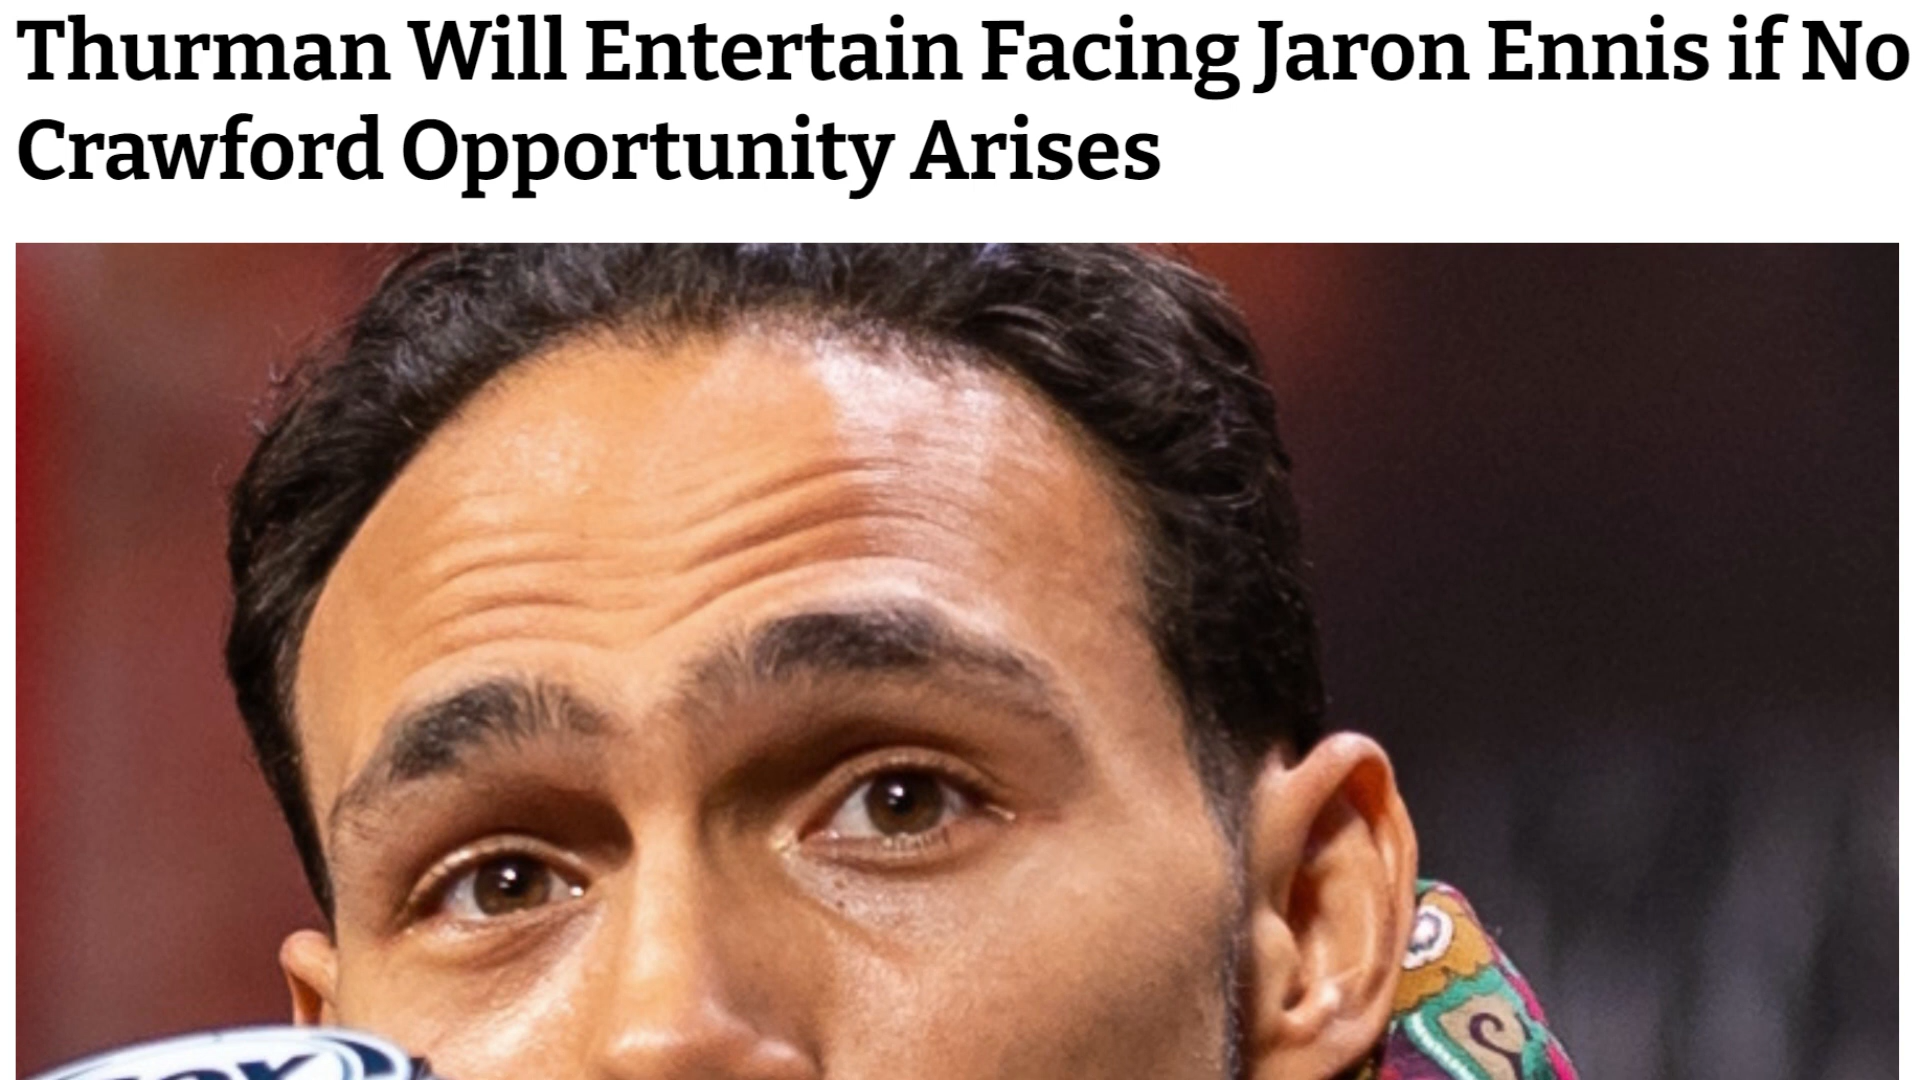 Thurman Will Entertain Facing Jaron Ennis if No
Crawford Opportunity Arises